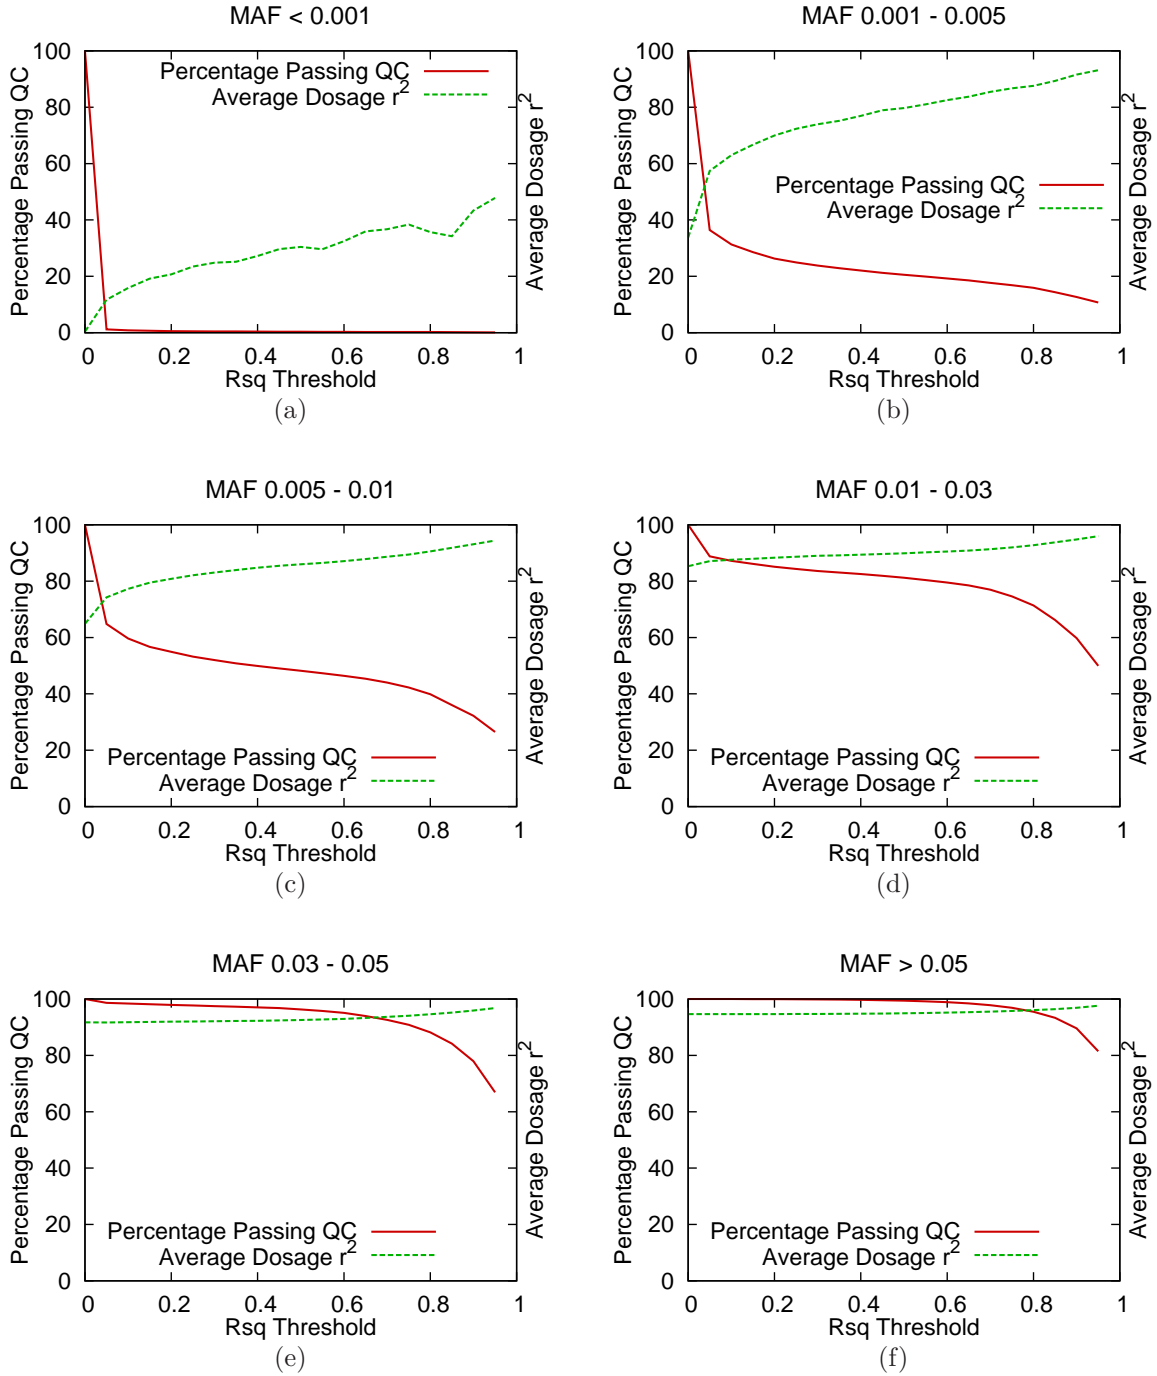 MAF < 0.001
Percentage Passing QC
Average Dosage r²
100
80
60
40
20
0
Percentage Passing QC
Average Dosage r²
0 0.2 0.4 0.6 0.8 1
Rsq Threshold
(a)
MAF 0.001 - 0.005
Percentage Passing QC
Average Dosage r²
100
80
60
40
20
0
Percentage Passing QC
Average Dosage r²
0 0.2 0.4 0.6 0.8 1
Rsq Threshold
(b)
MAF 0.005 - 0.01
Percentage Passing QC
Average Dosage r²
100
80
60
40
20
0
Percentage Passing QC
Average Dosage r²
0 0.2 0.4 0.6 0.8 1
Rsq Threshold
(c)
MAF 0.01 - 0.03
Percentage Passing QC
Average Dosage r²
100
80
60
40
20
0
Percentage Passing QC
Average Dosage r²
0 0.2 0.4 0.6 0.8 1
Rsq Threshold
(d)
MAF 0.03 - 0.05
Percentage Passing QC
Average Dosage r²
100
80
60
40
20
0
Percentage Passing QC
Average Dosage r²
0 0.2 0.4 0.6 0.8 1
Rsq Threshold
(e)
MAF > 0.05
Percentage Passing QC
Average Dosage r²
100
80
60
40
20
0
Percentage Passing QC
Average Dosage r²
0 0.2 0.4 0.6 0.8 1
Rsq Threshold
(f)